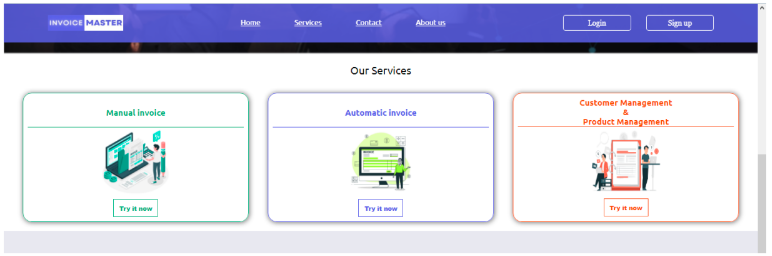 INVOICE MASTER
Home Services Contact About us Login Sign up
Our Services
Manual invoice
Try it now
Automatic invoice
Try it now
Customer Management
&
Product Management
Try it now